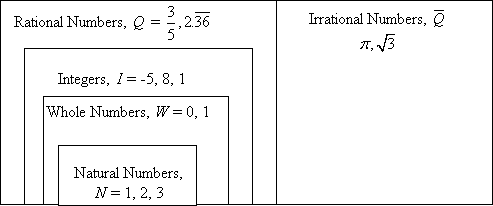 Rational Numbers, Q = 3/5, 2.3̅6̅
Irrational Numbers, Q̅
π, √3
Integers, I = -5, 8, 1
Whole Numbers, W = 0, 1
Natural Numbers,
N = 1, 2, 3